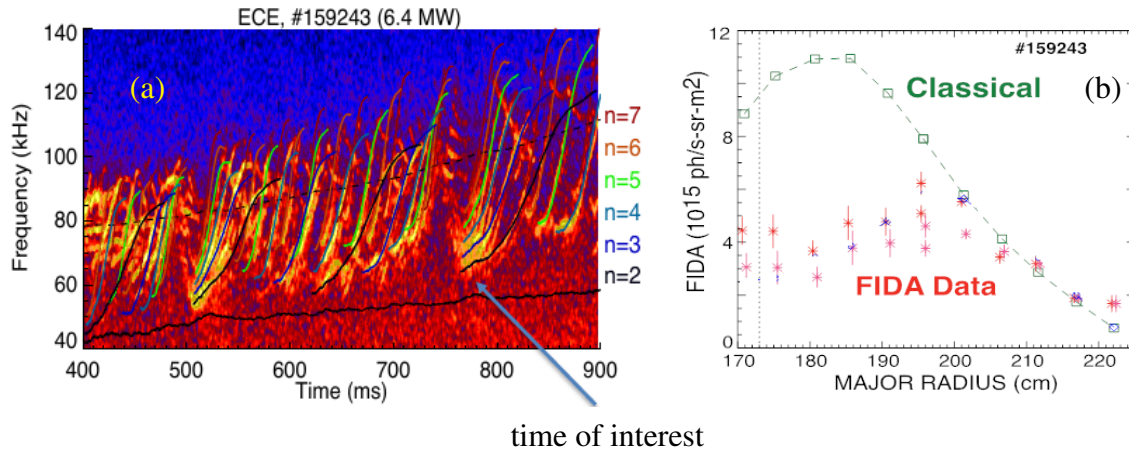 ECE, #159243 (6.4 MW)
(a)
Frequency (kHz)
140
120
100
80
60
40
400 500 600 700 800 900
Time (ms)
n=7
n=6
n=5
n=4
n=3
n=2
time of interest
#159243
Classical
(b)
FIDA Data
FIDA (10¹⁵ ph/s-sr-m2)
12
8
4
0
170 180 190 200 210 220
MAJOR RADIUS (cm)